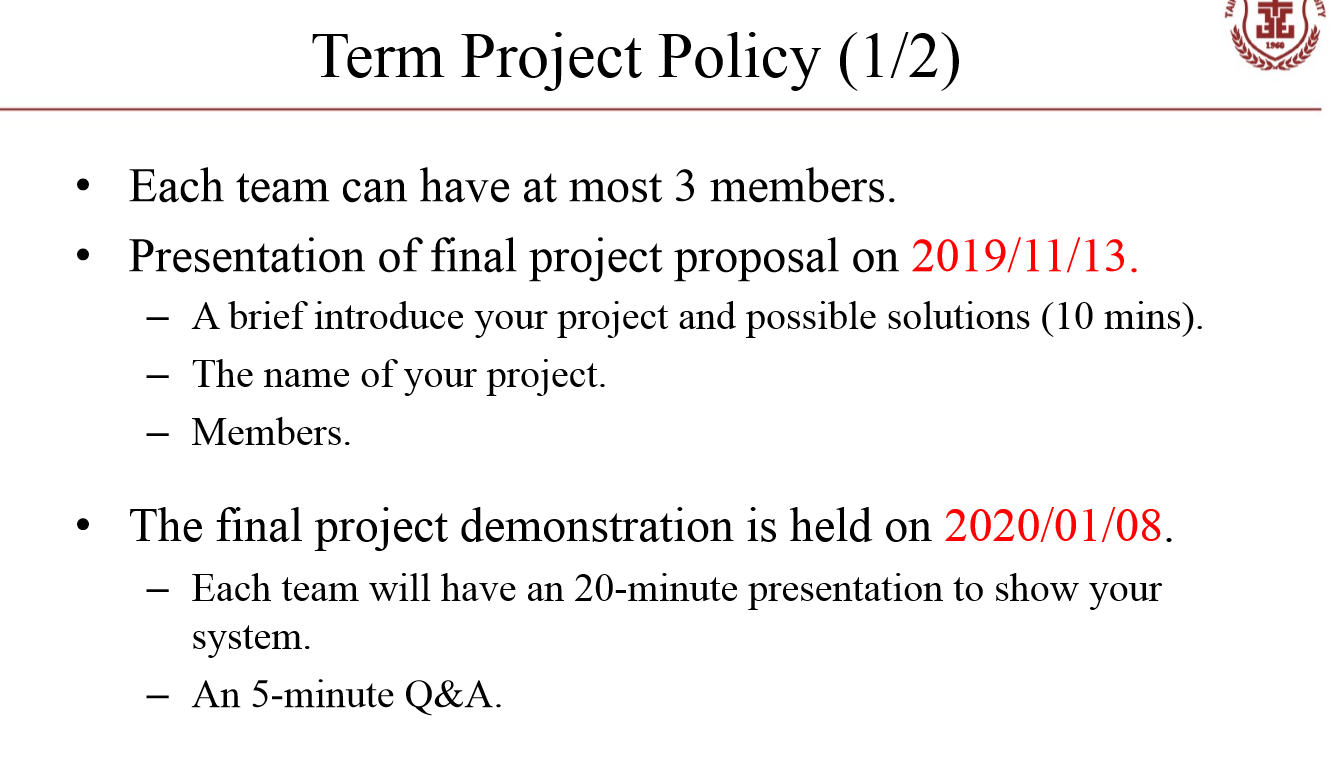 Term Project Policy (1/2)
1960
• Each team can have at most 3 members.
• Presentation of final project proposal on 2019/11/13.
– A brief introduce your project and possible solutions (10 mins).
– The name of your project.
– Members.
• The final project demonstration is held on 2020/01/08.
– Each team will have an 20-minute presentation to show your
system.
– An 5-minute Q&A.